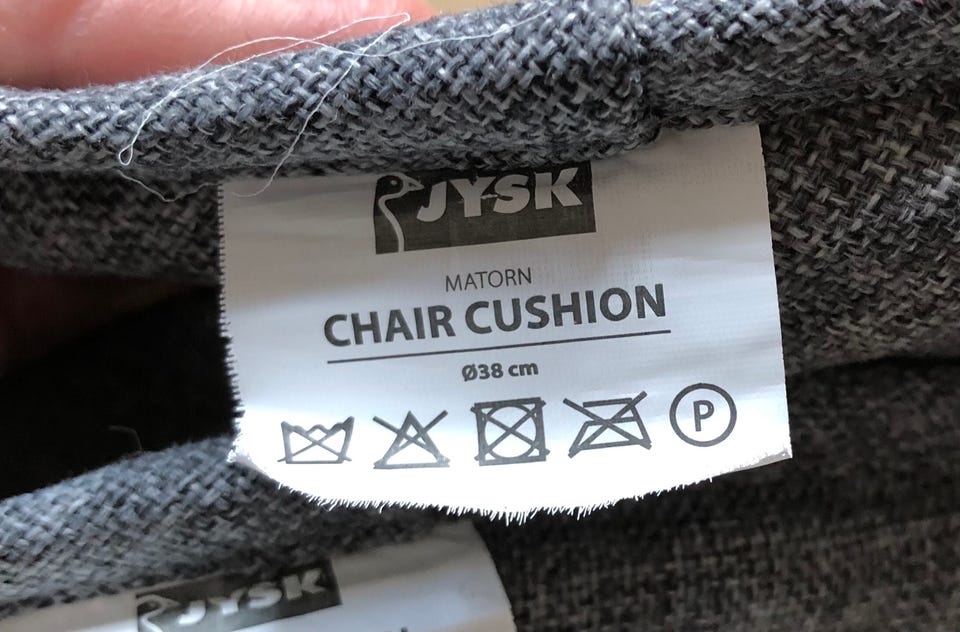 JYSK
MATORN
CHAIR CUSHION
Ø38 cm
P
JYSK